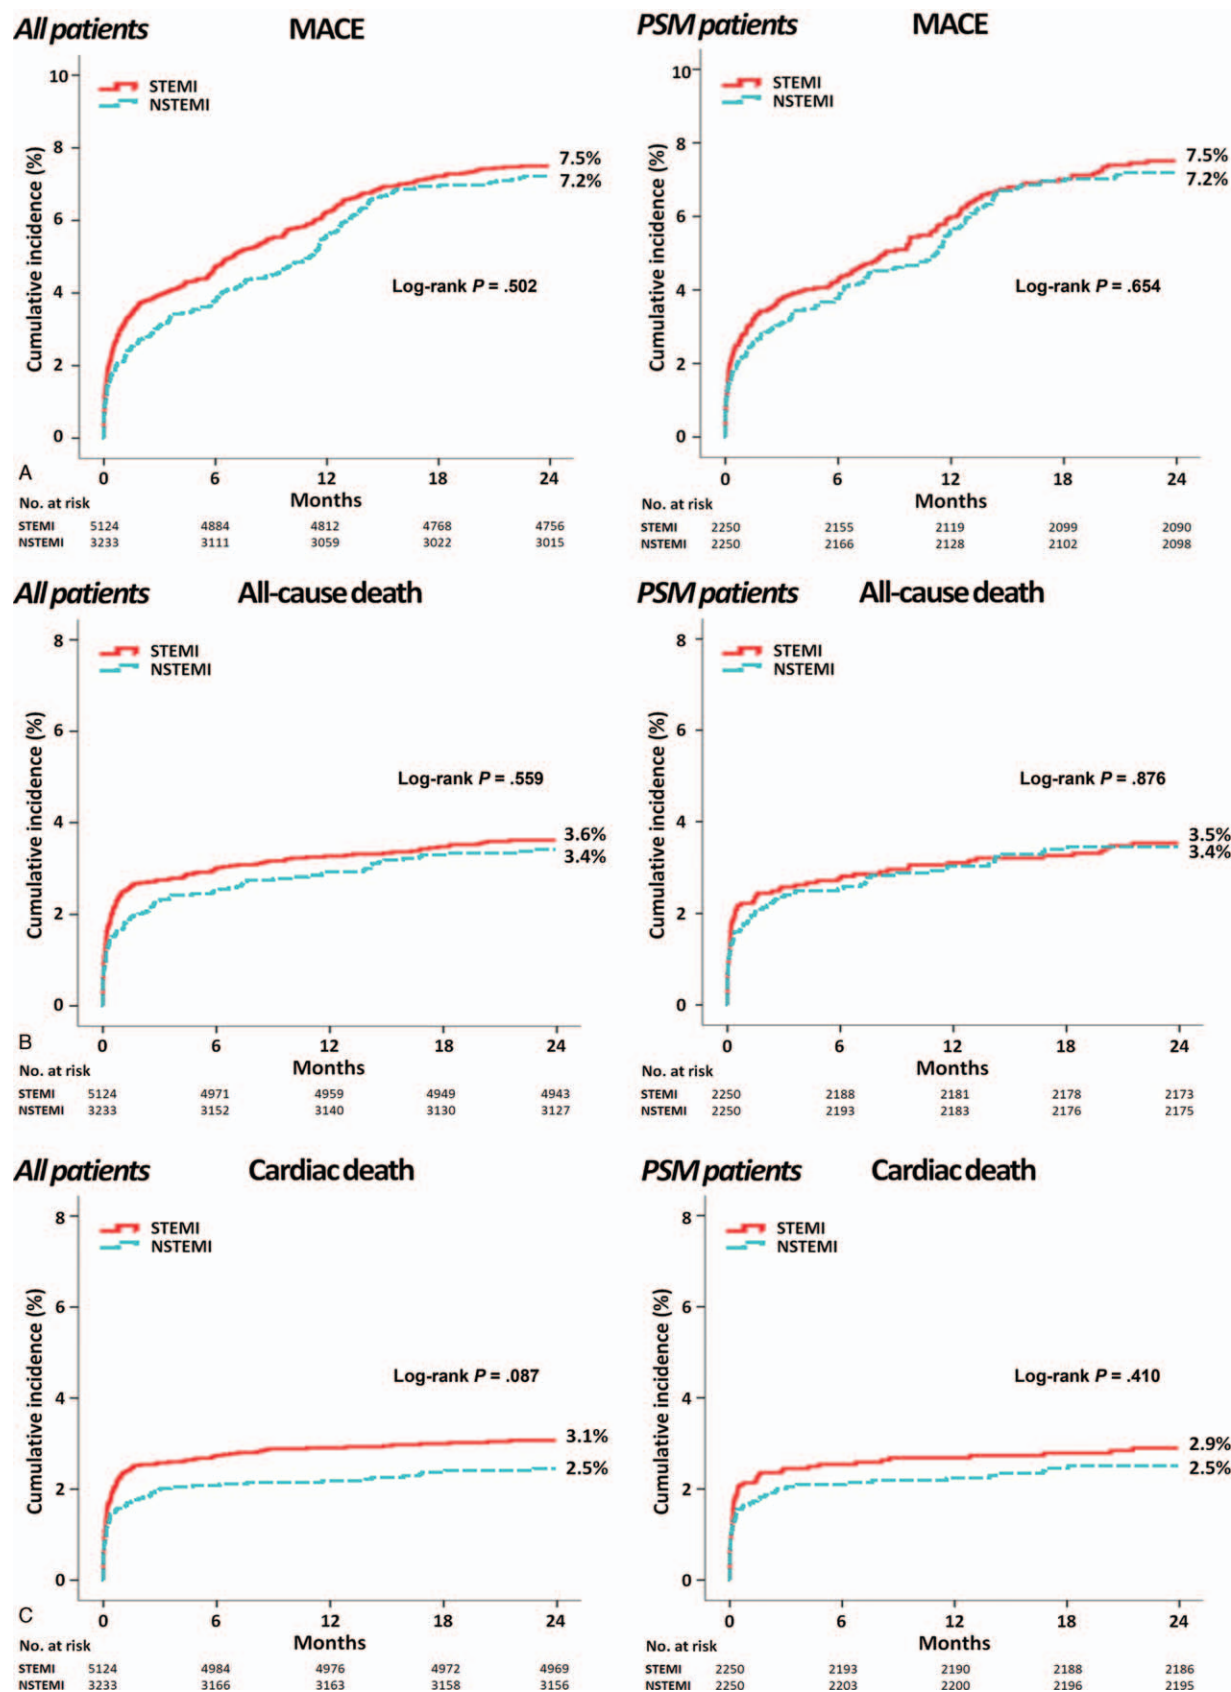 All patients MACE
10
8
6
4
2
0
Cumulative incidence (%)
STEMI
NSTEMI
7.5%
7.2%
Log-rank P = .502
0 6 12 18 24
A
Months
No. at risk
STEMI 5124 4884 4812 4768 4756
NSTEMI 3233 3111 3059 3022 3015
PSM patients MACE
10
8
6
4
2
0
Cumulative incidence (%)
STEMI
NSTEMI
7.5%
7.2%
Log-rank P = .654
0 6 12 18 24
Months
No. at risk
STEMI 2250 2155 2119 2099 2090
NSTEMI 2250 2166 2128 2102 2098
All patients All-cause death
8
6
4
2
0
Cumulative incidence (%)
STEMI
NSTEMI
Log-rank P = .559
3.6%
3.4%
B
0 6 12 18 24
Months
No. at risk
STEMI 5124 4971 4959 4949 4943
NSTEMI 3233 3152 3140 3130 3127
PSM patients All-cause death
8
6
4
2
0
Cumulative incidence (%)
STEMI
NSTEMI
Log-rank P = .876
3.5%
3.4%
0 6 12 18 24
Months
No. at risk
STEMI 2250 2188 2181 2178 2173
NSTEMI 2250 2193 2183 2176 2175
All patients Cardiac death
8
6
4
2
0
Cumulative incidence (%)
STEMI
NSTEMI
Log-rank P = .087
3.1%
2.5%
C
0 6 12 18 24
Months
No. at risk
STEMI 5124 4984 4976 4972 4969
NSTEMI 3233 3166 3163 3158 3156
PSM patients Cardiac death
8
6
4
2
0
Cumulative incidence (%)
STEMI
NSTEMI
Log-rank P = .410
2.9%
2.5%
0 6 12 18 24
Months
No. at risk
STEMI 2250 2193 2190 2188 2186
NSTEMI 2250 2203 2200 2196 2195